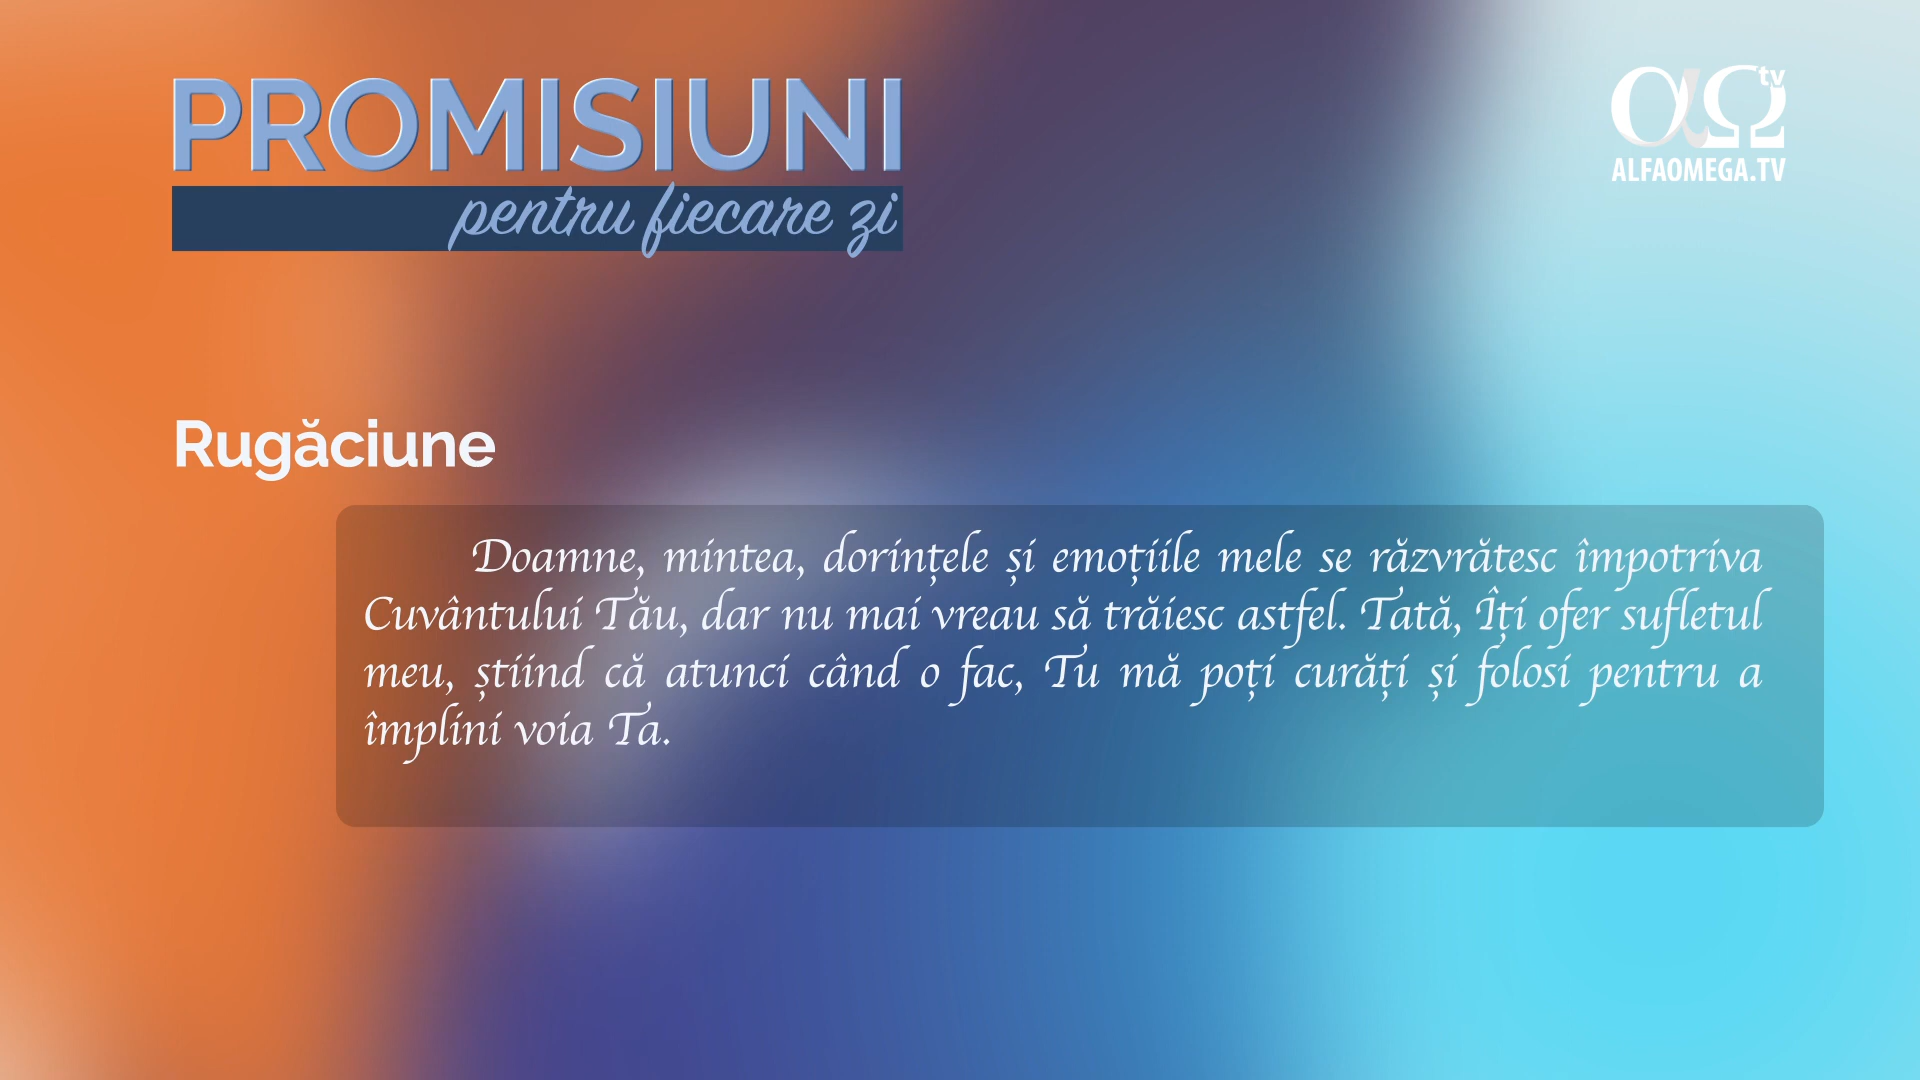 PROMISIUNI
pentru fiecare zi
αΩ tv
ALFAOMEGA.TV
Rugăciune
Doamne, mintea, dorințele și emoțiile mele se răzvrătesc împotriva
Cuvântului Tău, dar nu mai vreau să trăiesc astfel. Tată, Îți ofer sufletul
meu, știind că atunci când o fac, Tu mă poți curăți și folosi pentru a
împlini voia Ta.